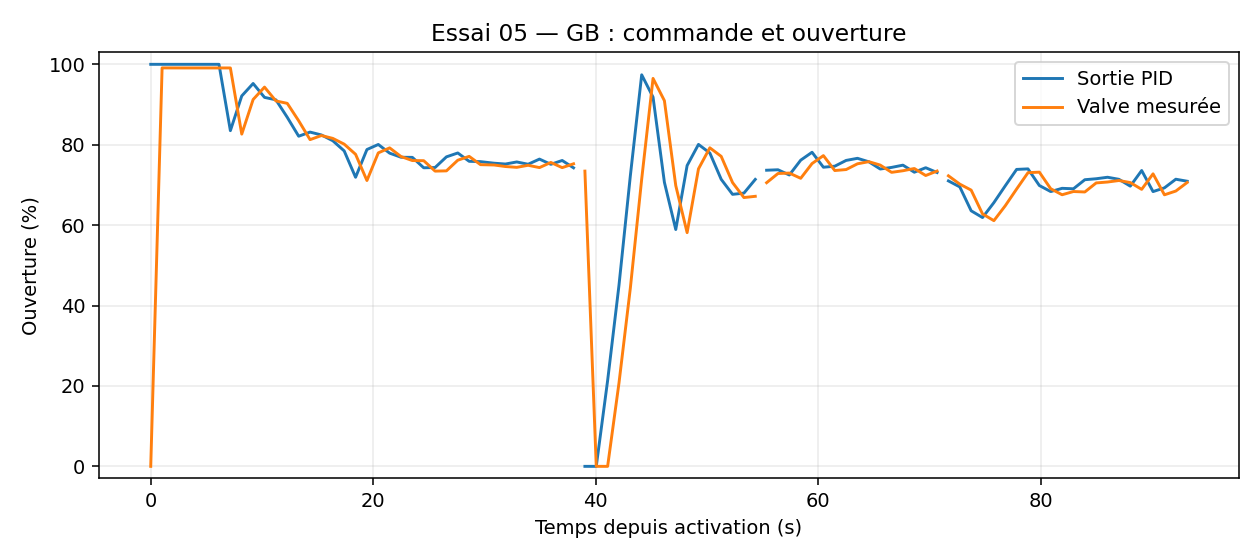 Essai 05 — GB : commande et ouverture
Sortie PID
Valve mesurée
Ouverture (%)
100
80
60
40
20
0
0 20 40 60 80
Temps depuis activation (s)